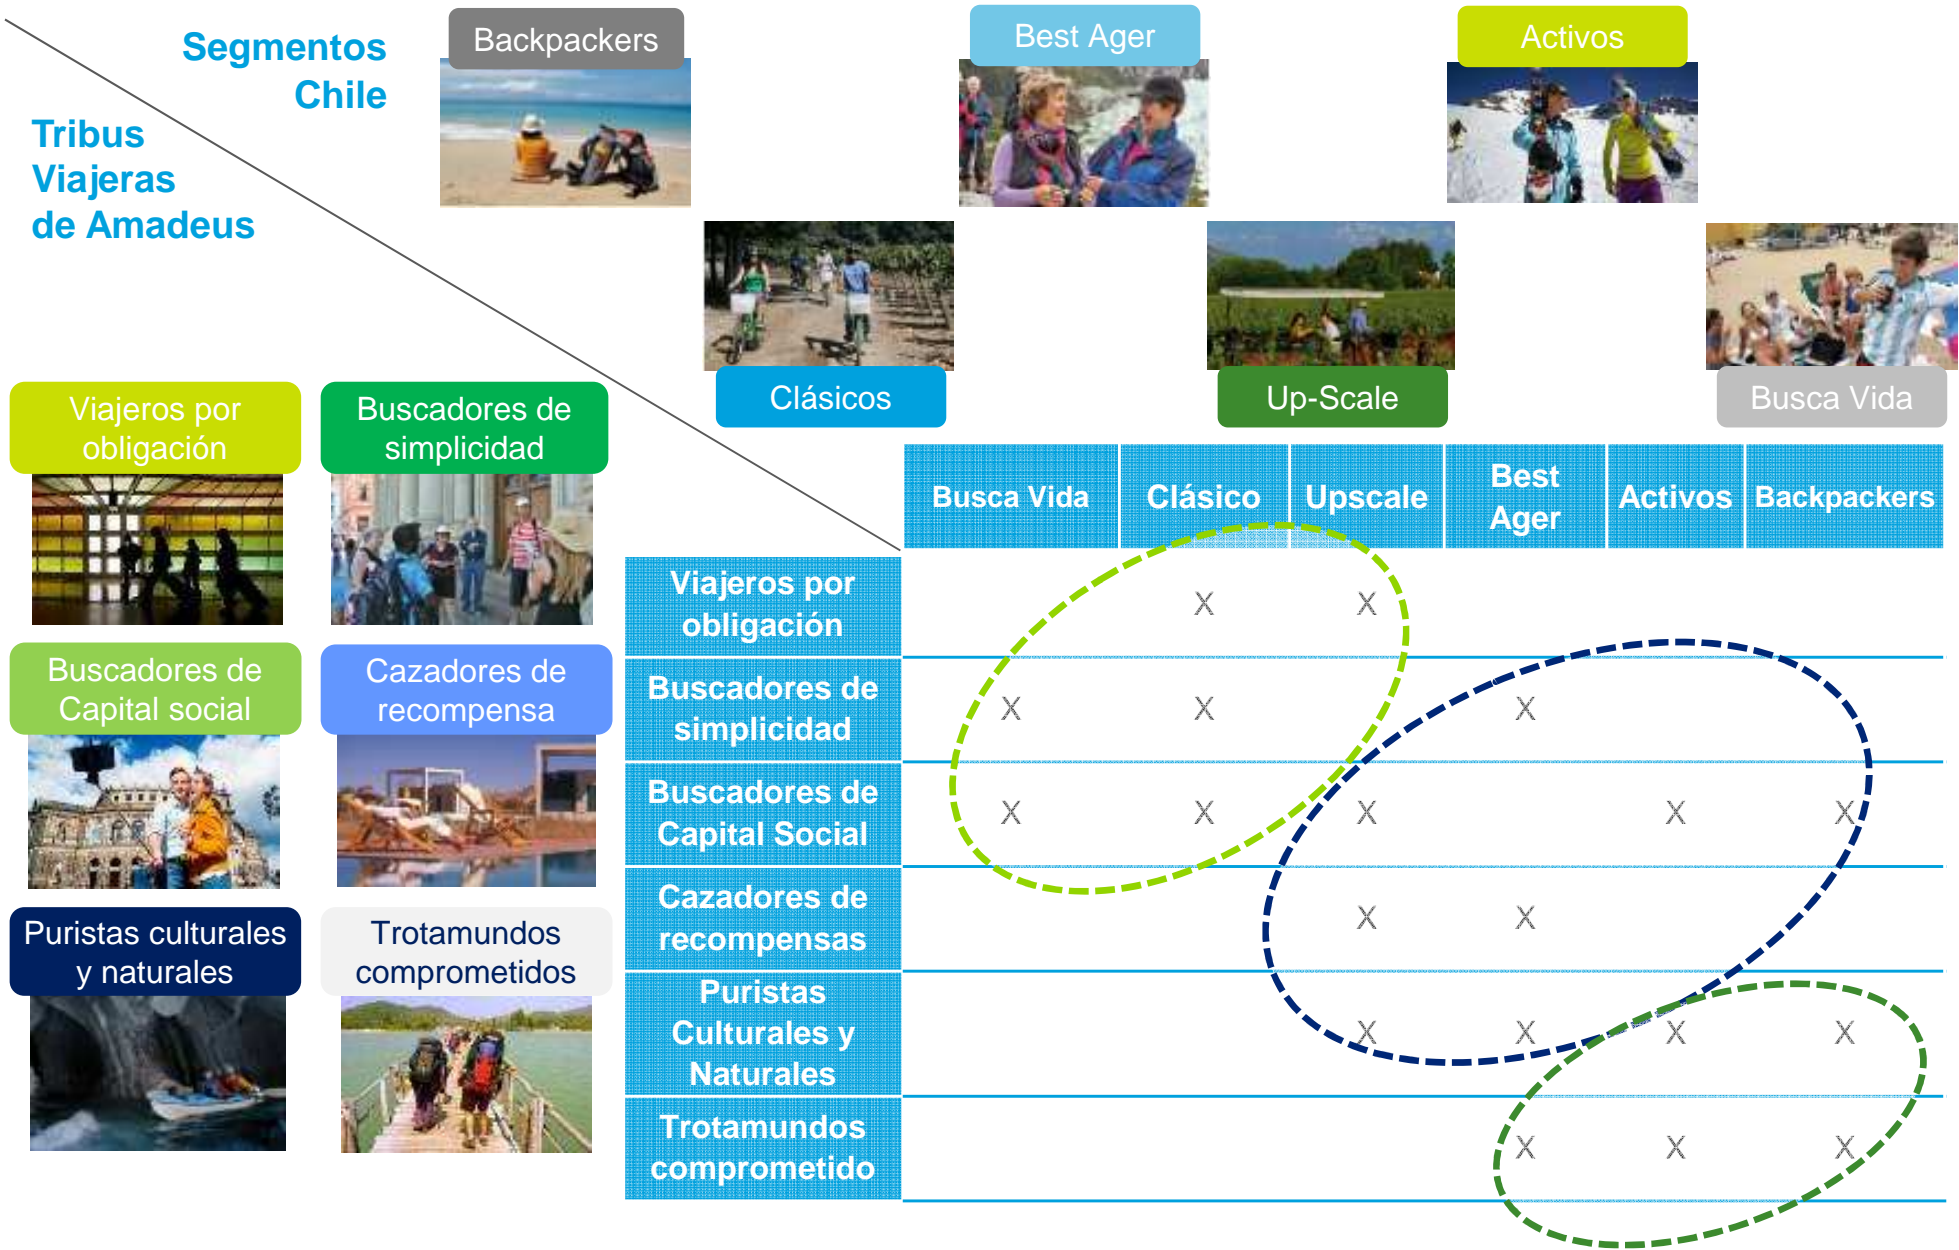 Segmentos
Chile
Tribus
Viajeras
de Amadeus
Backpackers
Best Ager
Activos
Clásicos
Up-Scale
Busca Vida
Viajeros por
obligación
Buscadores de
simplicidad
Buscadores de
Capital social
Cazadores de
recompensa
Puristas culturales
y naturales
Trotamundos
comprometidos
Busca Vida
Clásico
Upscale
Best
Ager
Activos
Backpackers
Viajeros por
obligación
X X
Buscadores de
simplicidad
X X X
Buscadores de
Capital Social
X X X X X
Cazadores de
recompensas
X X
Puristas
Culturales y
Naturales
X X X X
Trotamundos
comprometido
X X X